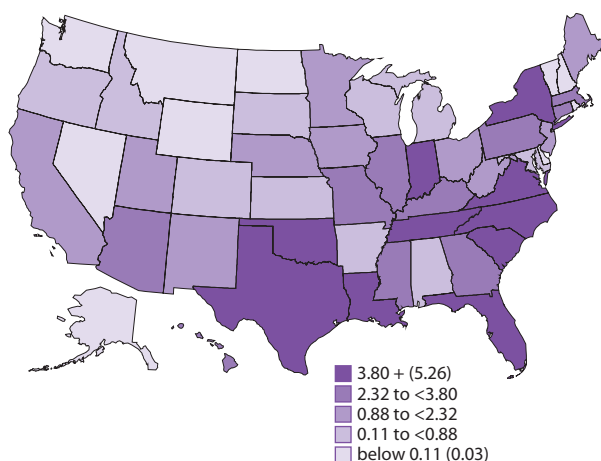 3.80 + (5.26)
2.32 to <3.80
0.88 to <2.32
0.11 to <0.88
below 0.11 (0.03)